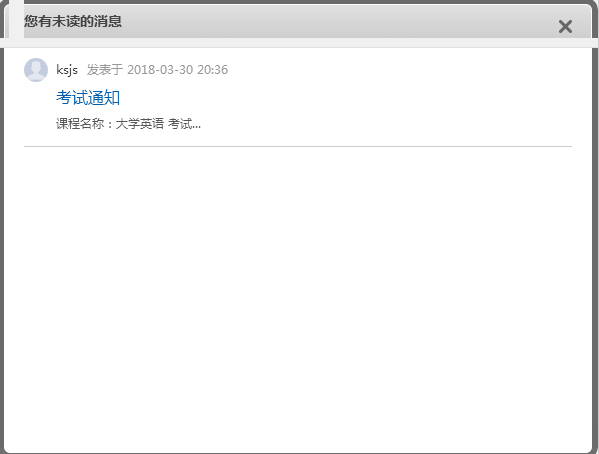 您有未读的消息
ksjs 发表于 2018-03-30 20:36
考试通知
课程名称：大学英语 考试...